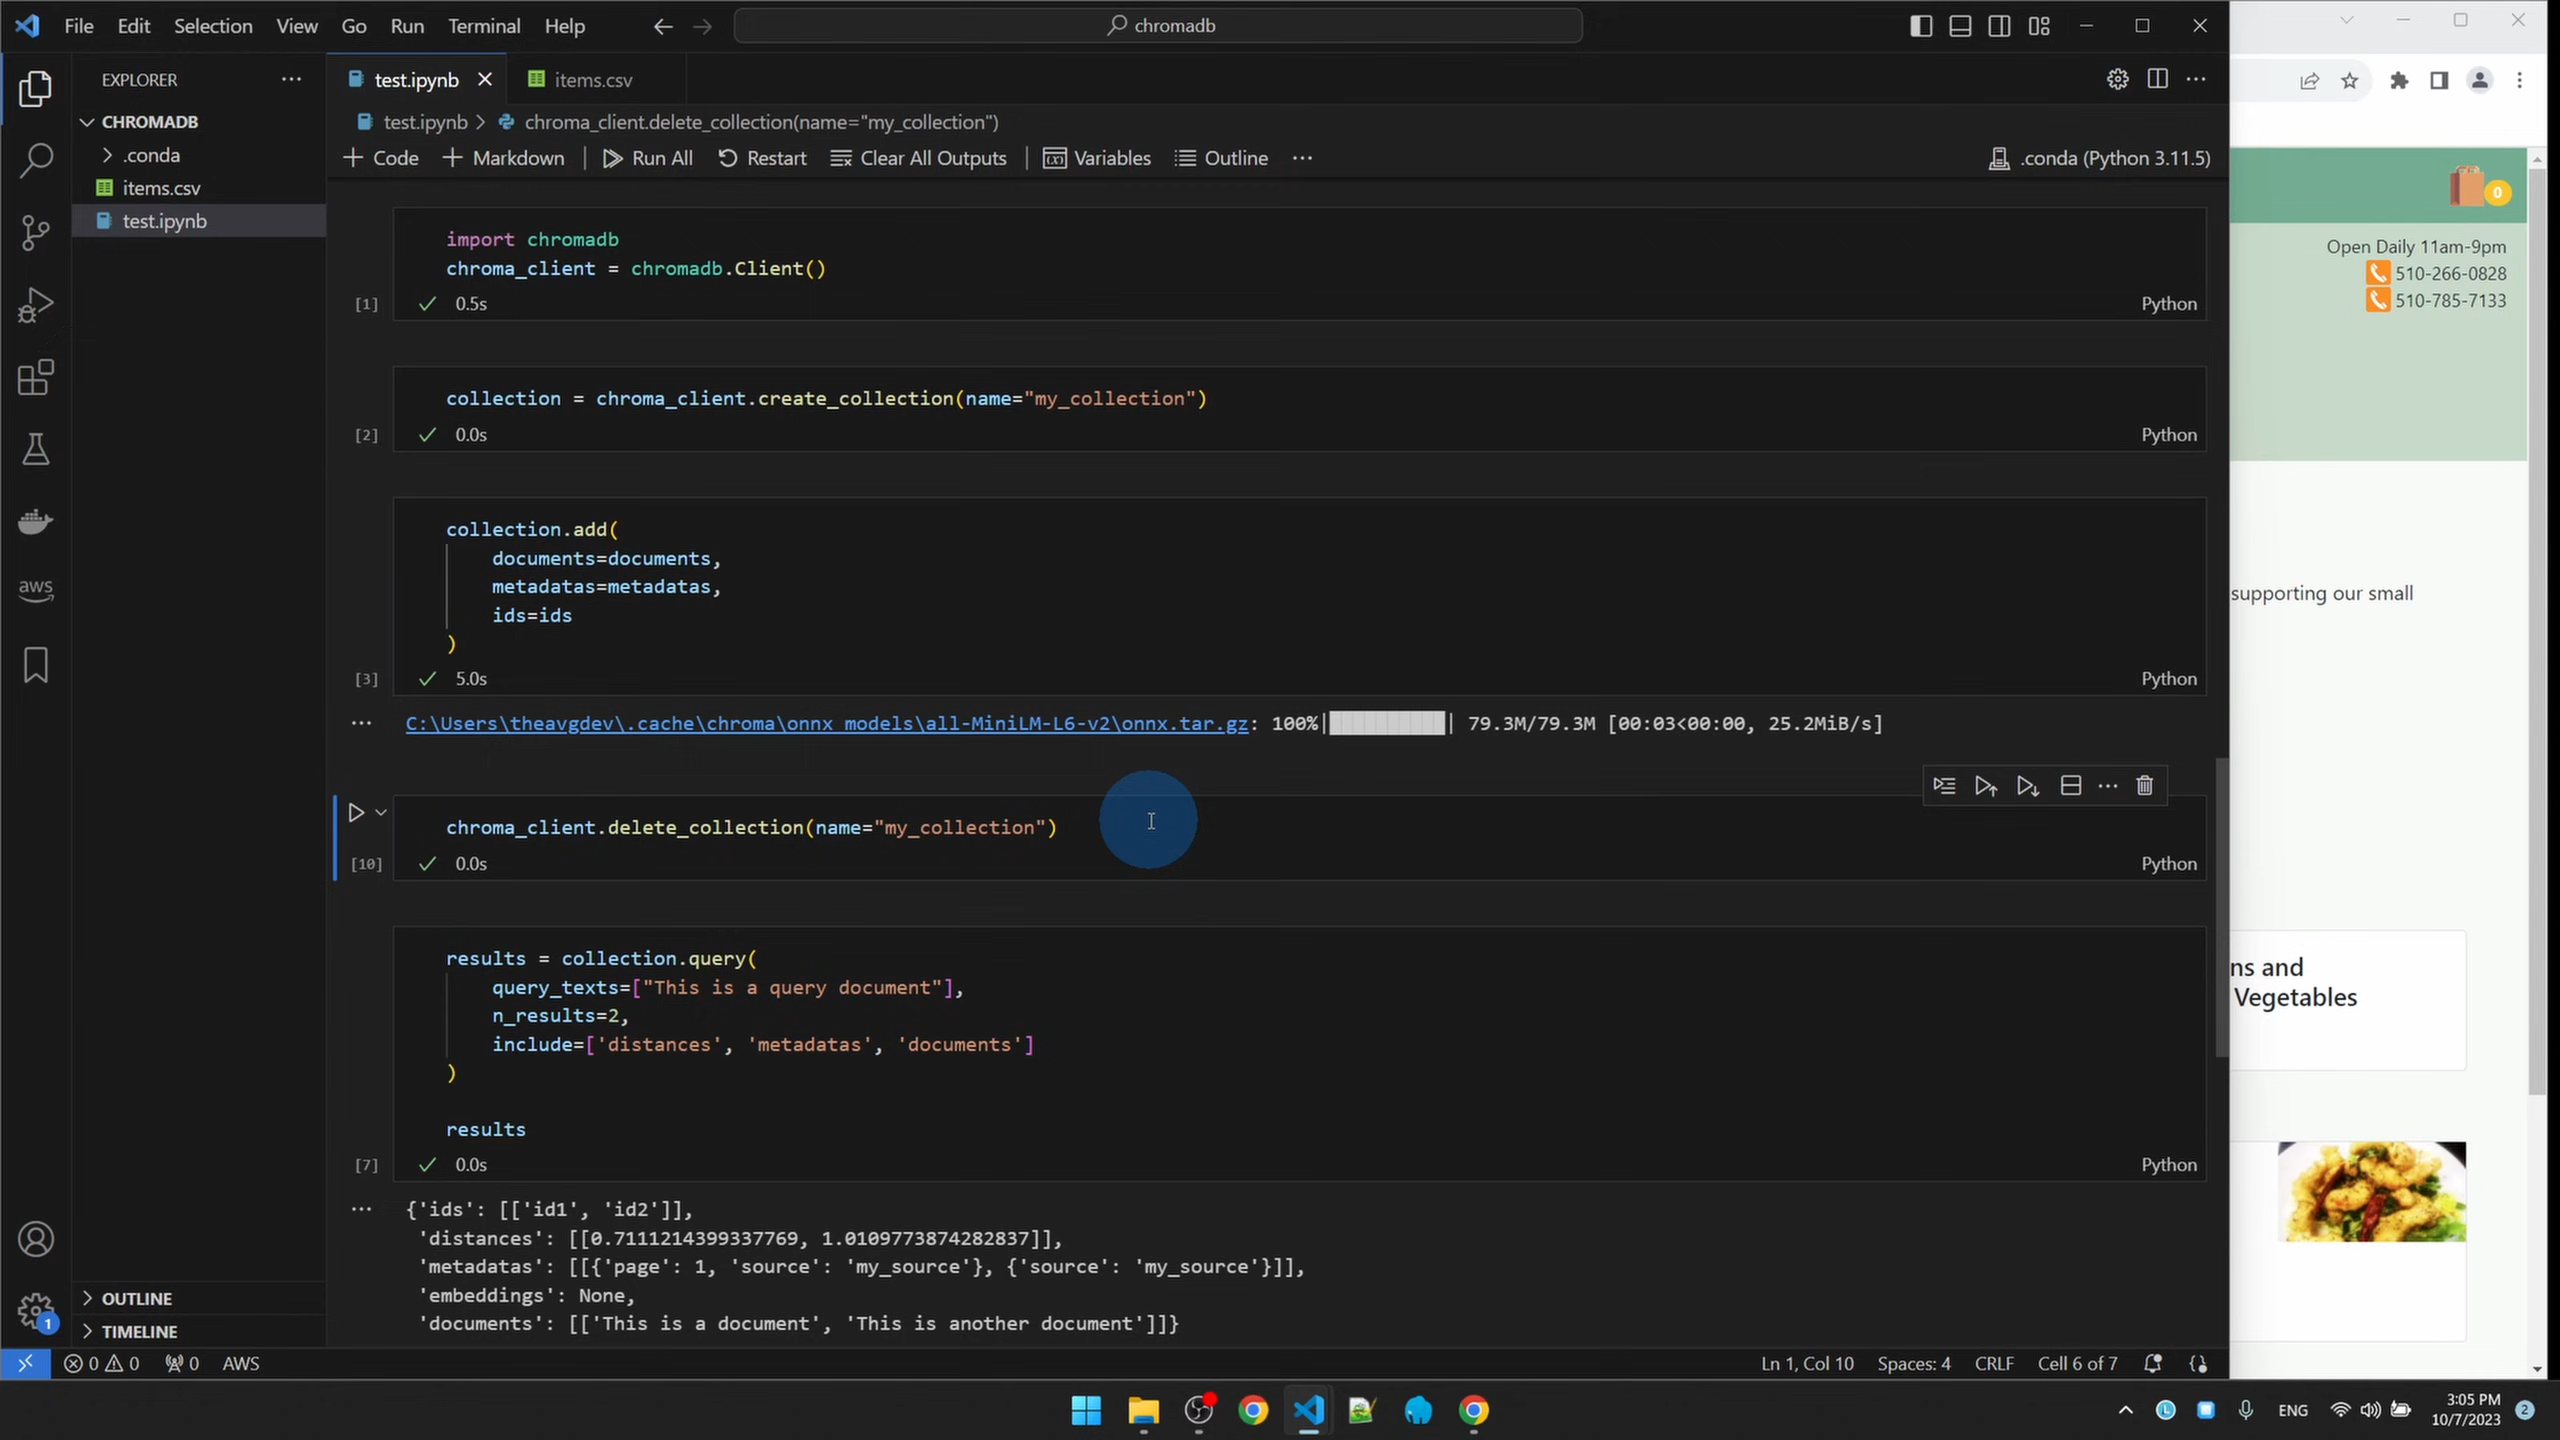 File Edit Selection View Go Run Terminal Help
chromadb
EXPLORER
CHROMADB
.conda
items.csv
test.ipynb
OUTLINE
TIMELINE
aws
1
test.ipynb
items.csv
test.ipynb > chroma_client.delete_collection(name="my_collection")
Code Markdown Run All Restart Clear All Outputs Variables Outline
.conda (Python 3.11.5)
import chromadb
chroma_client = chromadb.Client()
[1] 0.5s Python
collection = chroma_client.create_collection(name="my_collection")
[2] 0.0s Python
collection.add(
documents=documents,
metadatas=metadatas,
ids=ids
)
[3] 5.0s Python
C:\Users\theavgdev\.cache\chroma\onnx_models\all-MiniLM-L6-v2\onnx.tar.gz: 100%|██████████| 79.3M/79.3M [00:03<00:00, 25.2MiB/s]
chroma_client.delete_collection(name="my_collection")
[10] 0.0s Python
results = collection.query(
query_texts=["This is a query document"],
n_results=2,
include=['distances', 'metadatas', 'documents']
)
results
[7] 0.0s Python
{'ids': [['id1', 'id2']],
'distances': [[0.7111214399337769, 1.0109773874282837]],
'metadatas': [[{'page': 1, 'source': 'my_source'}, {'source': 'my_source'}]],
'embeddings': None,
'documents': [['This is a document', 'This is another document']]}
0
Open Daily 11am-9pm
510-266-0828
510-785-7133
supporting our small
ns and
Vegetables
0 0 0 AWS
Ln 1, Col 10 Spaces: 4 CRLF Cell 6 of 7
ENG
3:05 PM
10/7/2023
2